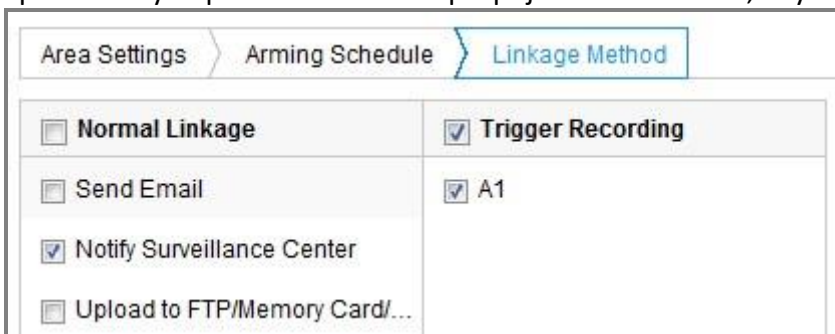 Area Settings Arming Schedule Linkage Method
Normal Linkage Trigger Recording
Send Email A1
Notify Surveillance Center
Upload to FTP/Memory Card/...